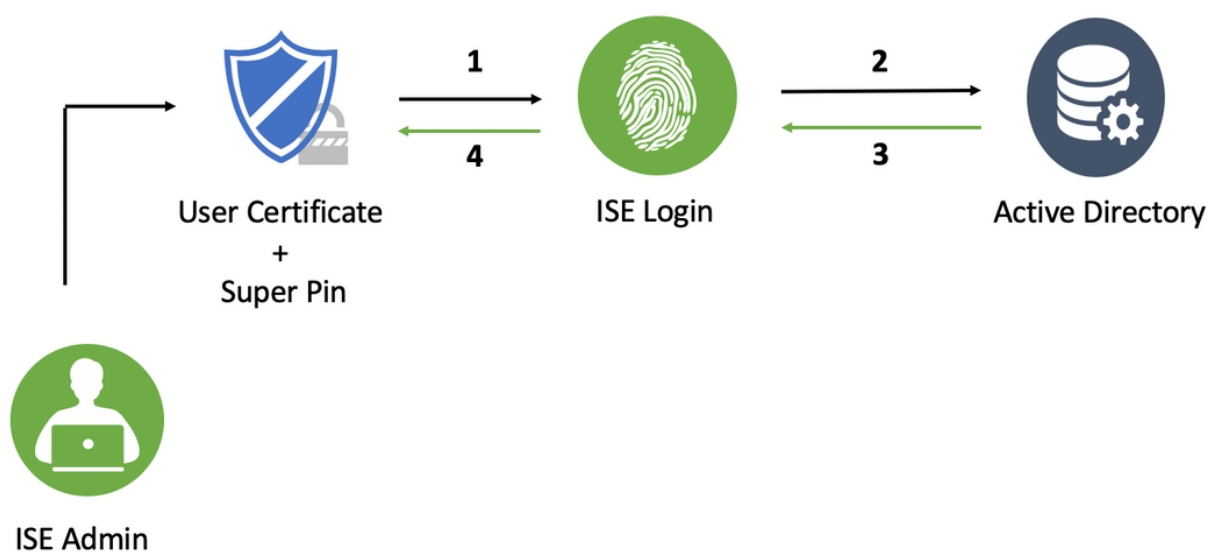 1
2
4
3
User Certificate
+
Super Pin
ISE Login
Active Directory
ISE Admin